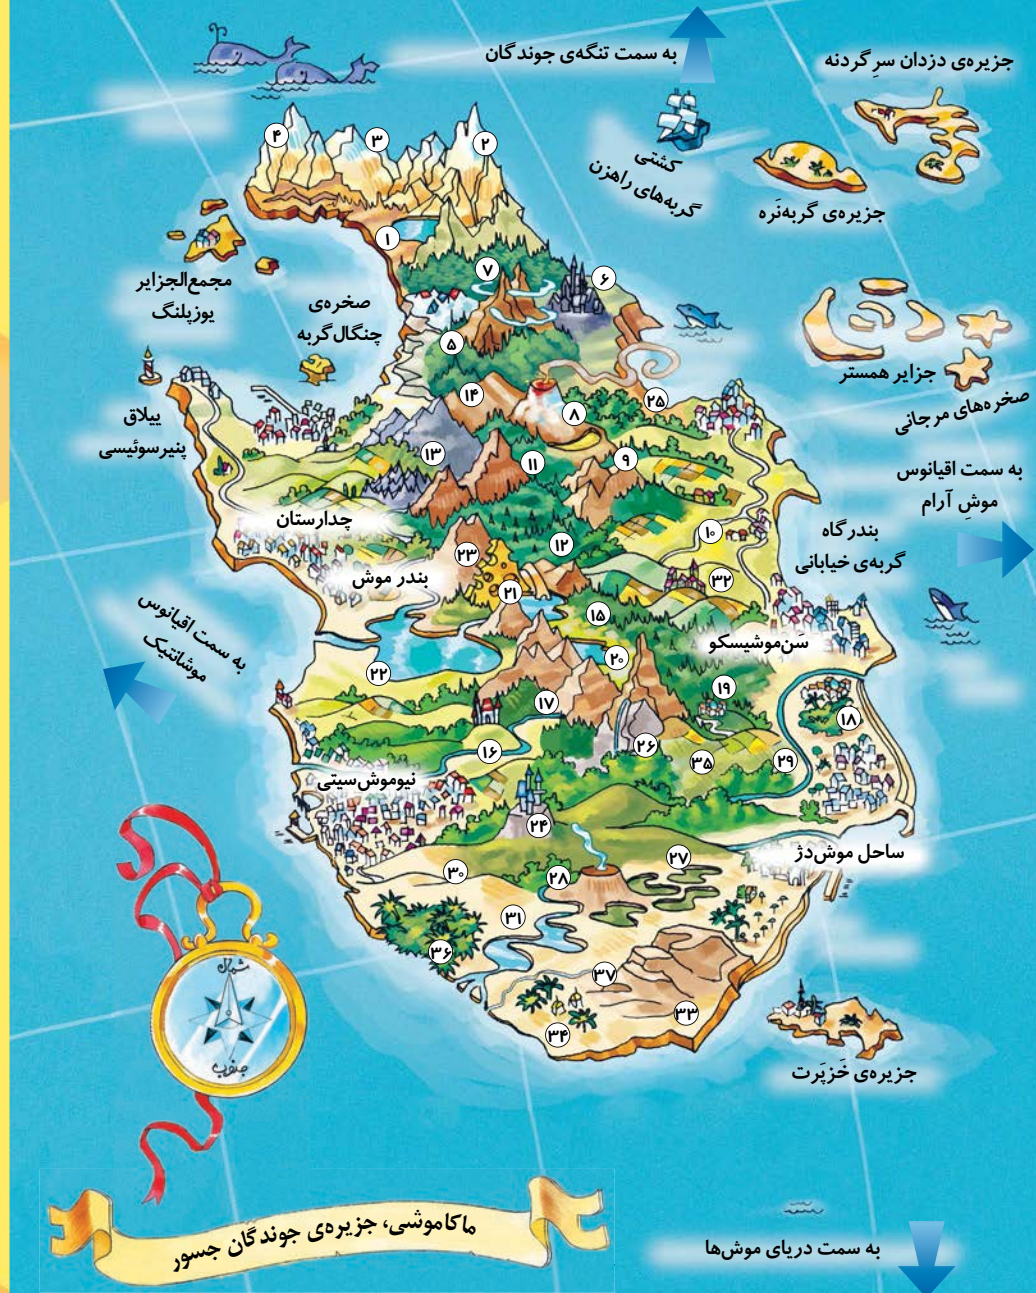 به سمت تنگه‌ی جوندگان
جزیره‌ی دزدان سرِ گردنه
کشتی
گربه‌های راهزن
جزیره‌ی گربه‌نَره
۴
۳
۲
۱
۷
۶
مجمع‌الجزایر
یوزپلنگ
صخره‌ی
چنگال‌گربه
۵
جزایر همستر
صخره‌های مرجانی
۱۴
۸
۲۵
ییلاق
پنیرسوئیسی
۱۳
۱۱
۹
به سمت اقیانوس
موشِ آرام
چدارستان
۱۰
۱۲
بندرگاه
گربه‌ی خیابانی
۲۳
بندر موش
۳۲
۲۱
۱۵
سَن‌موشیسکو
به سمت اقیانوس
موشانتیک
۲۲
۲۰
۱۹
۱۷
۱۸
۱۶
۲۶
۳۵
۲۹
نیوموش‌سیتی
۲۴
ساحل موش‌دژ
۲۷
۳۰
۲۸
۳۱
۳۶
۳۷
۳۳
۳۴
شمال
جنوب
جزیره‌ی خَزپَرت
ماکاموشی، جزیره‌ی جوندگان جسور
به سمت دریای موش‌ها